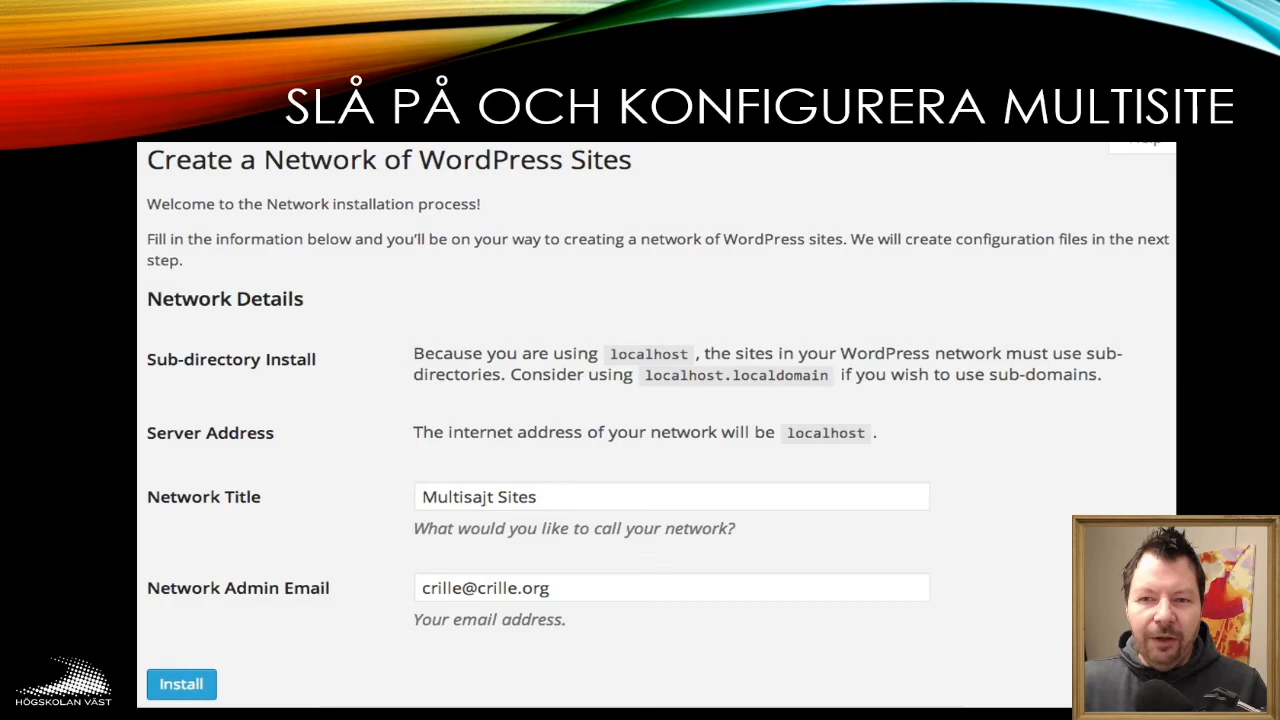 SLÅ PÅ OCH KONFIGURERA MULTISITE
Create a Network of WordPress Sites
Welcome to the Network installation process!
Fill in the information below and you'll be on your way to creating a network of WordPress sites. We will create configuration files in the next
step.
Network Details
Sub-directory Install
Because you are using localhost, the sites in your WordPress network must use sub-
directories. Consider using localhost.localdomain if you wish to use sub-domains.
Server Address
The internet address of your network will be localhost.
Network Title
Multisajt Sites
What would you like to call your network?
Network Admin Email
crille@crille.org
Your email address.
Install
HÖGSKOLAN VÄST